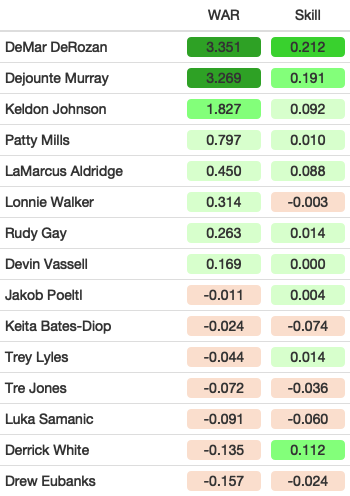 WAR Skill
DeMar DeRozan 3.351 0.212
Dejounte Murray 3.269 0.191
Keldon Johnson 1.827 0.092
Patty Mills 0.797 0.010
LaMarcus Aldridge 0.450 0.088
Lonnie Walker 0.314 -0.003
Rudy Gay 0.263 0.014
Devin Vassell 0.169 0.000
Jakob Poeltl -0.011 0.004
Keita Bates-Diop -0.024 -0.074
Trey Lyles -0.044 0.014
Tre Jones -0.072 -0.036
Luka Samanic -0.091 -0.060
Derrick White -0.135 0.112
Drew Eubanks -0.157 -0.024